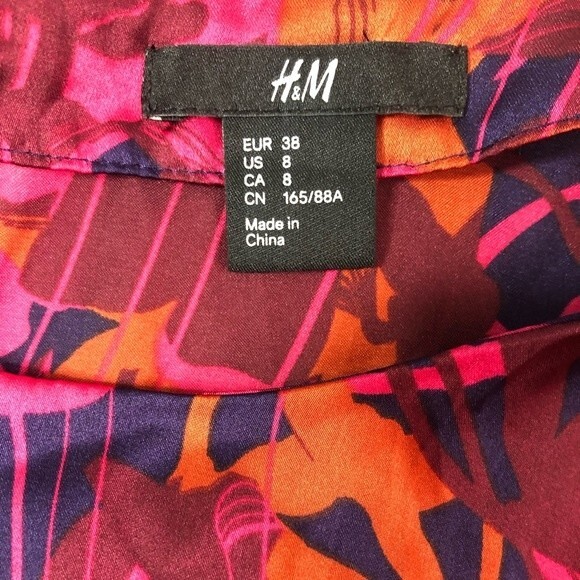 H&M
EUR 38
US 8
CA 8
CN 165/88A
Made in
China